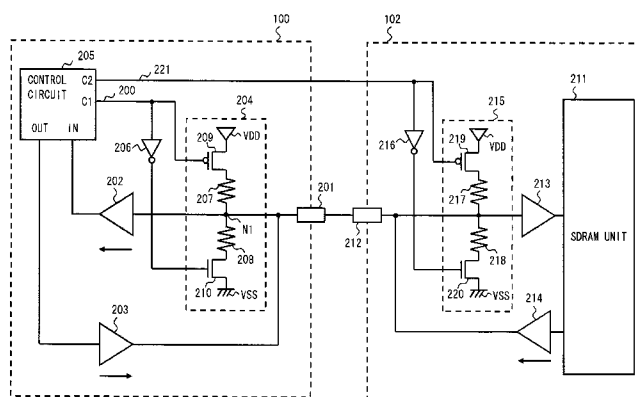 100
102
205
CONTROL CIRCUIT
C2
C1
OUT
IN
221
200
204
209
VDD
206
207
202
N1
208
210
VSS
203
201
212
211
215
216
219
VDD
217
213
218
220
VSS
214
SDRAM UNIT